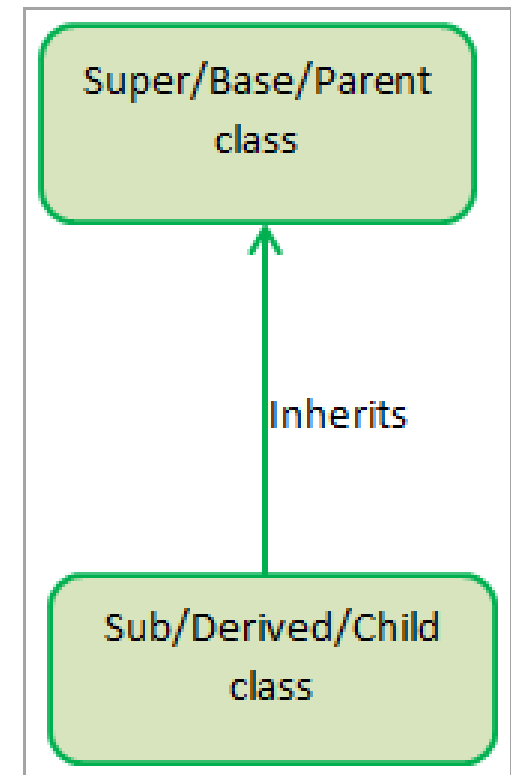 Super/Base/Parent
class
Inherits
Sub/Derived/Child
class